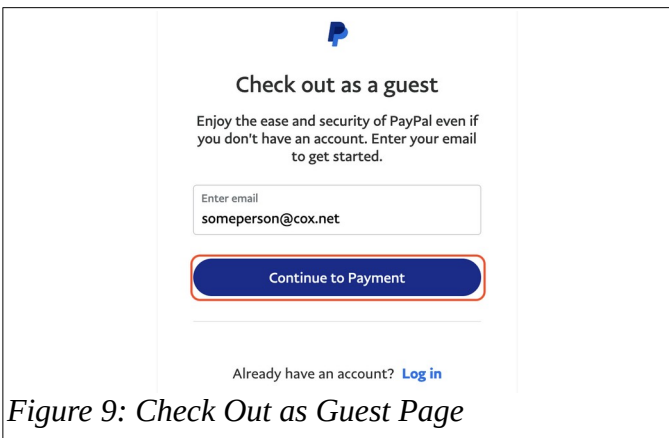 Check out as a guest
Enjoy the ease and security of PayPal even if
you don't have an account. Enter your email
to get started.
Enter email
someperson@cox.net
Continue to Payment
Already have an account? Log in
Figure 9: Check Out as Guest Page